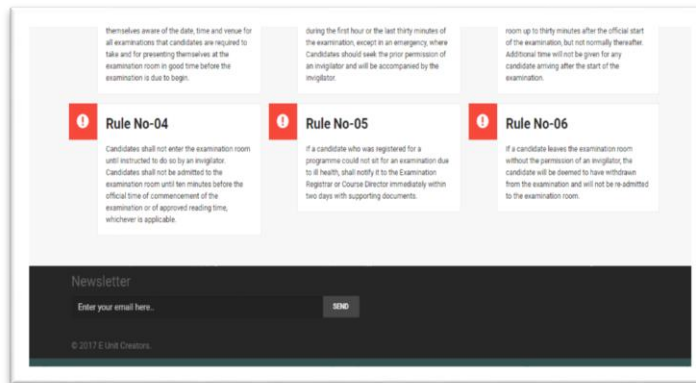 themselves aware of the date, time and venue for
all examinations that candidates are required to
take and for presenting themselves at the
examination room in good time before the
examination is due to begin.
during the first hour or the last thirty minutes of
the examination, except in an emergency, where
Candidates should seek the prior permission of
an invigilator and will be accompanied by the
invigilator.
room up to thirty minutes after the official start
of the examination, but not normally thereafter.
Additional time will not be given for any
candidate arriving after the start of the
examination.
Rule No-04
Candidates shall not enter the examination room
until instructed to do so by an invigilator.
Candidates shall not be admitted to the
examination room until ten minutes before the
official time of commencement of the
examination or of approved reading time,
whichever is applicable.
Rule No-05
if a candidate who was registered for a
programme could not sit for an examination due
to ill health, shall notify it to the Examination
Registrar or Course Director immediately within
two days with supporting documents.
Rule No-06
if a candidate leaves the examination room
without the permission of an invigilator, the
candidate will be deemed to have withdrawn
from the examination and will not be re-admitted
to the examination room.
Newsletter
Enter your email here..
SEND
© 2017 E Unit Creators.